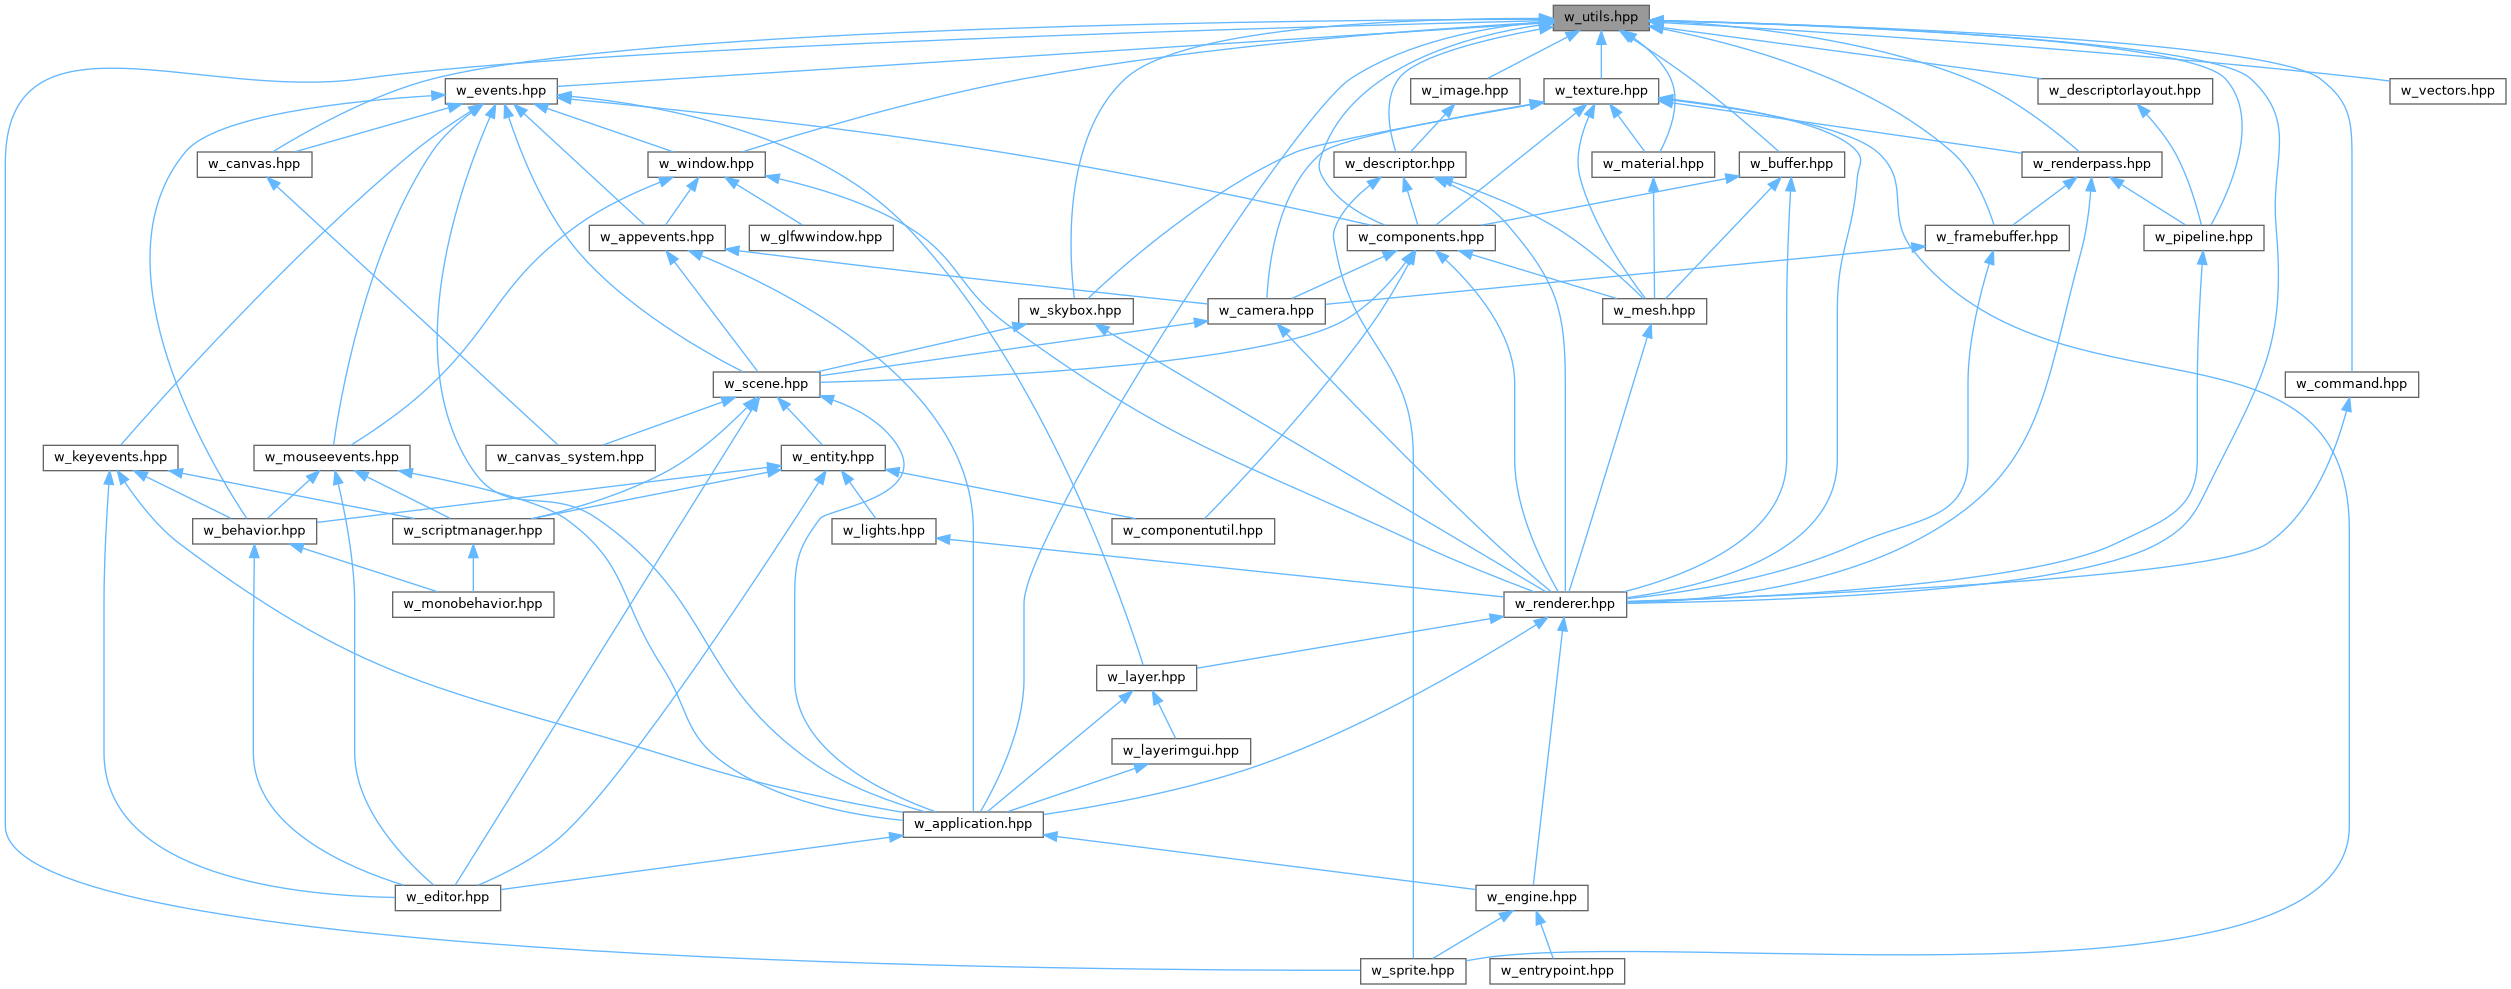 w_utils.hpp
w_events.hpp
w_image.hpp
w_texture.hpp
w_descriptorlayout.hpp
w_vectors.hpp
w_canvas.hpp
w_window.hpp
w_descriptor.hpp
w_material.hpp
w_buffer.hpp
w_renderpass.hpp
w_appevents.hpp
w_glfwwindow.hpp
w_components.hpp
w_framebuffer.hpp
w_pipeline.hpp
w_skybox.hpp
w_camera.hpp
w_mesh.hpp
w_scene.hpp
w_command.hpp
w_keyevents.hpp
w_mouseevents.hpp
w_canvas_system.hpp
w_entity.hpp
w_behavior.hpp
w_scriptmanager.hpp
w_lights.hpp
w_componentutil.hpp
w_monobehavior.hpp
w_renderer.hpp
w_layer.hpp
w_layerimgui.hpp
w_application.hpp
w_editor.hpp
w_engine.hpp
w_sprite.hpp
w_entrypoint.hpp